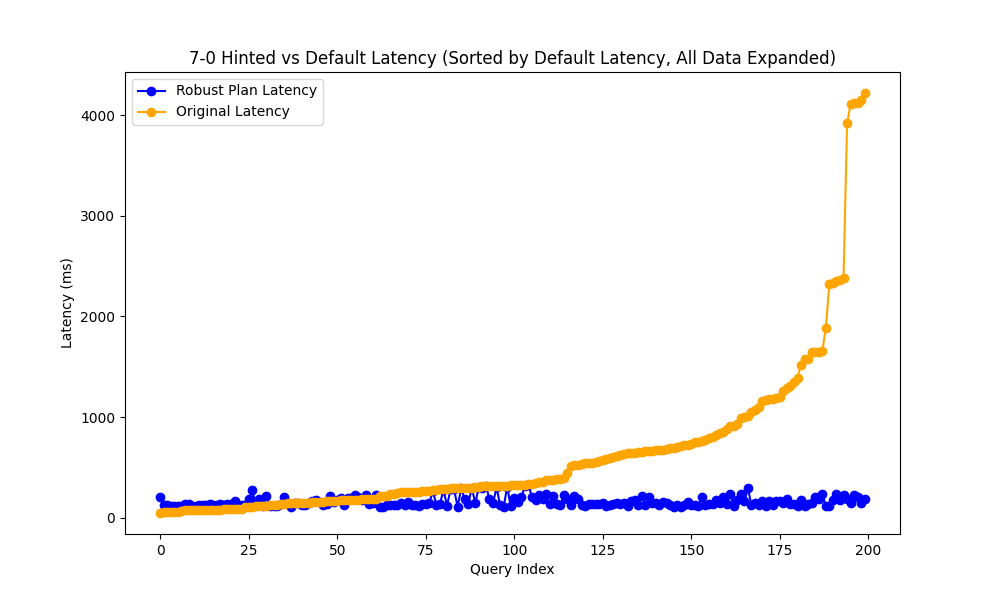 7-0 Hinted vs Default Latency (Sorted by Default Latency, All Data Expanded)
Robust Plan Latency
Original Latency
Latency (ms)
4000
3000
2000
1000
0
0 25 50 75 100 125 150 175 200
Query Index